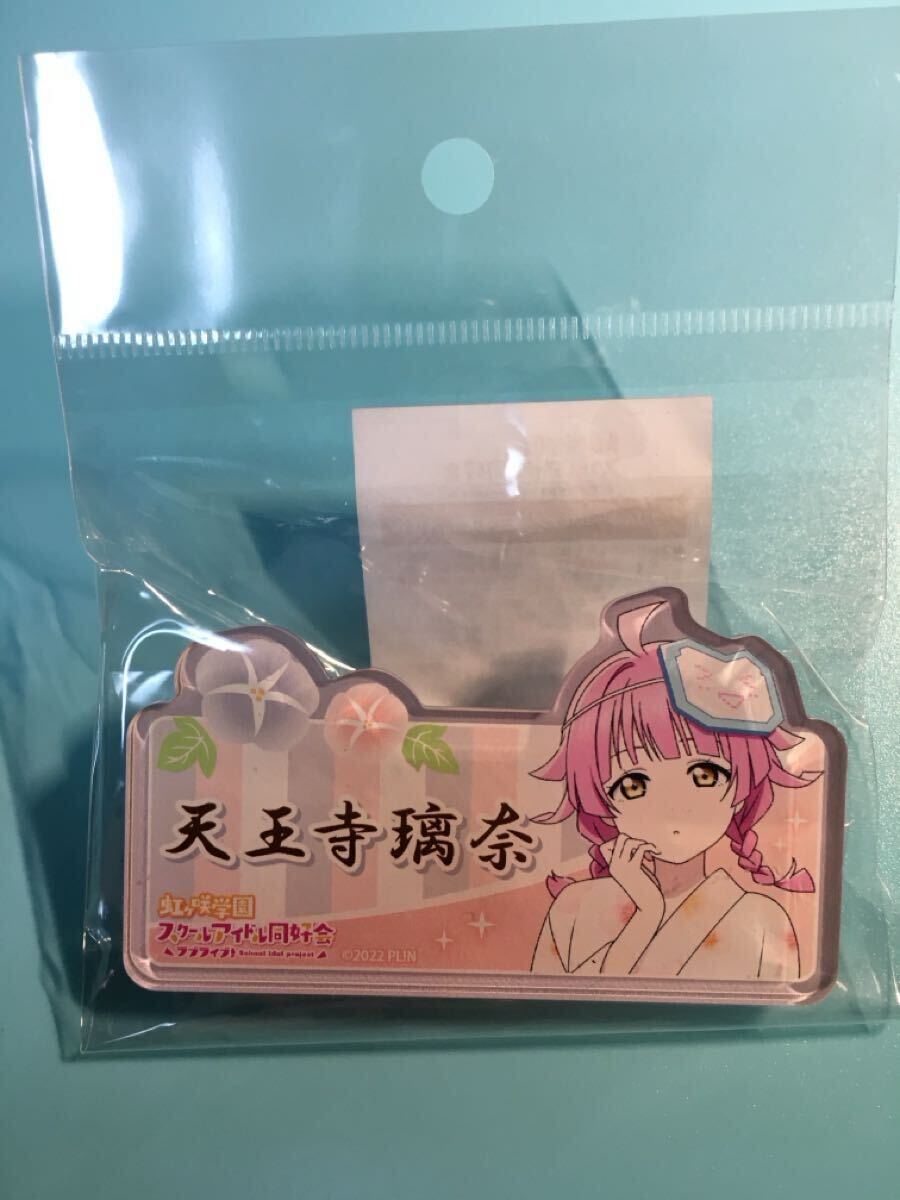 天王寺璃奈
虹ヶ咲学園
スクールアイドル同好会
ラブライブ! School idol project
©2022 PL!N